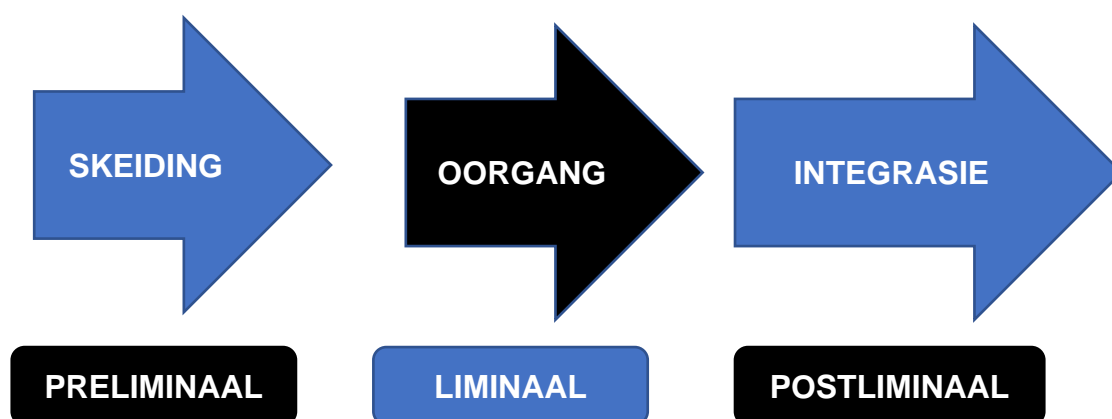 SKEIDING
OORGANG
INTEGRASIE
PRELIMINAAL
LIMINAAL
POSTLIMINAAL